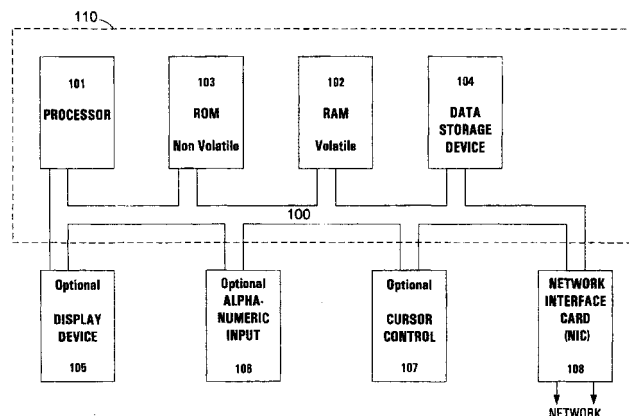 110
101
PROCESSOR
103
ROM
Non Volatile
102
RAM
Volatile
104
DATA
STORAGE
DEVICE
100
Optional
DISPLAY
DEVICE
105
Optional
ALPHA-
NUMERIC
INPUT
106
Optional
CURSOR
CONTROL
107
NETWORK
INTERFACE
CARD
(NIC)
108
NETWORK